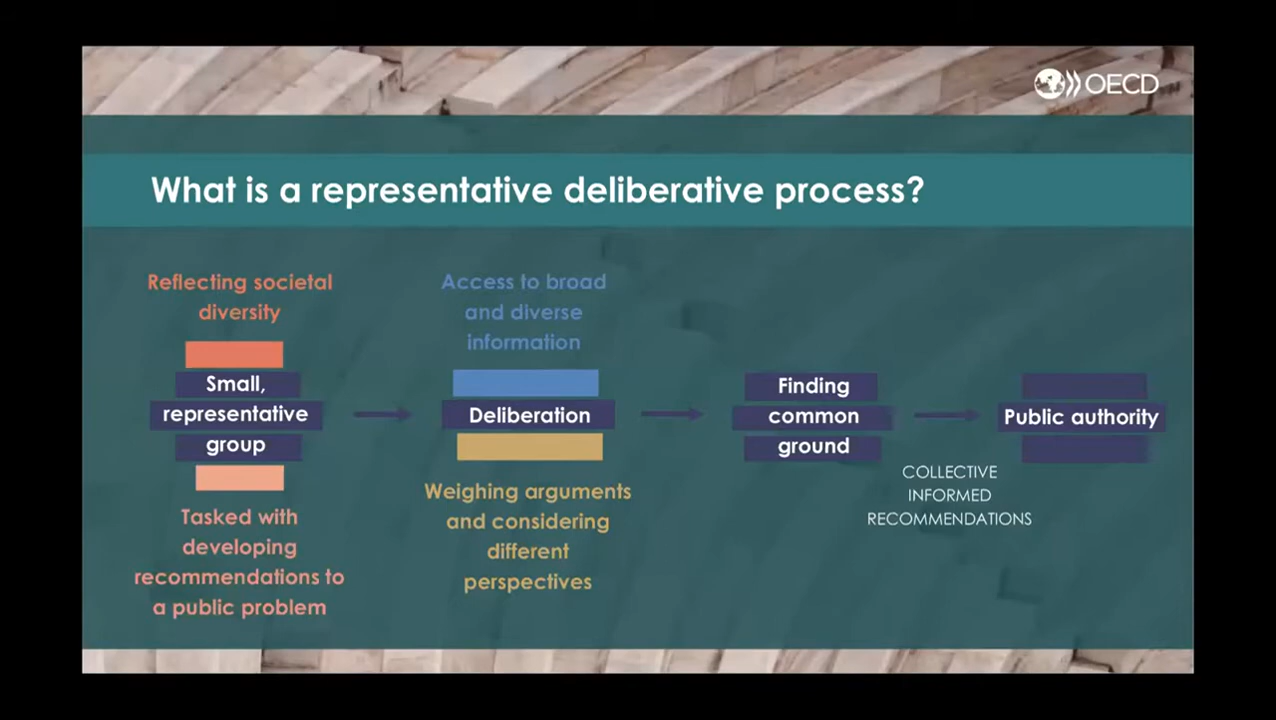 OECD
What is a representative deliberative process?
Reflecting societal
diversity
Small,
representative
group
Tasked with
developing
recommendations to
a public problem
Access to broad
and diverse
information
Deliberation
Weighing arguments
and considering
different
perspectives
Finding
common
ground
COLLECTIVE
INFORMED
RECOMMENDATIONS
Public authority